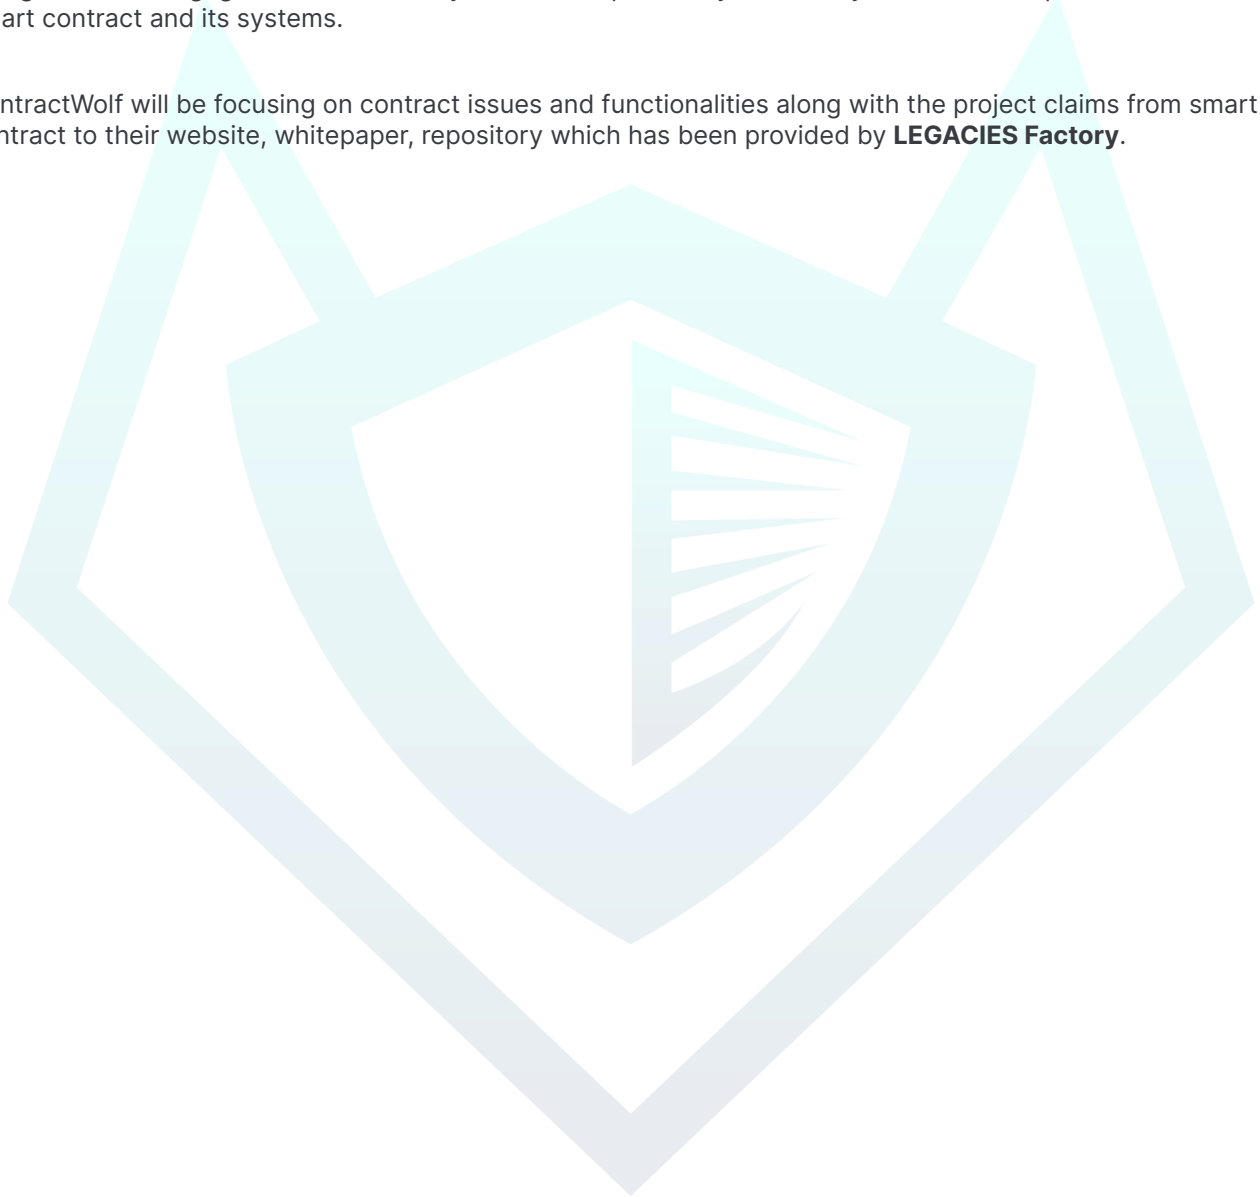 art contract and its systems.
ntractWolf will be focusing on contract issues and functionalities along with the project claims from smart
ntract to their website, whitepaper, repository which has been provided by LEGACIES Factory.